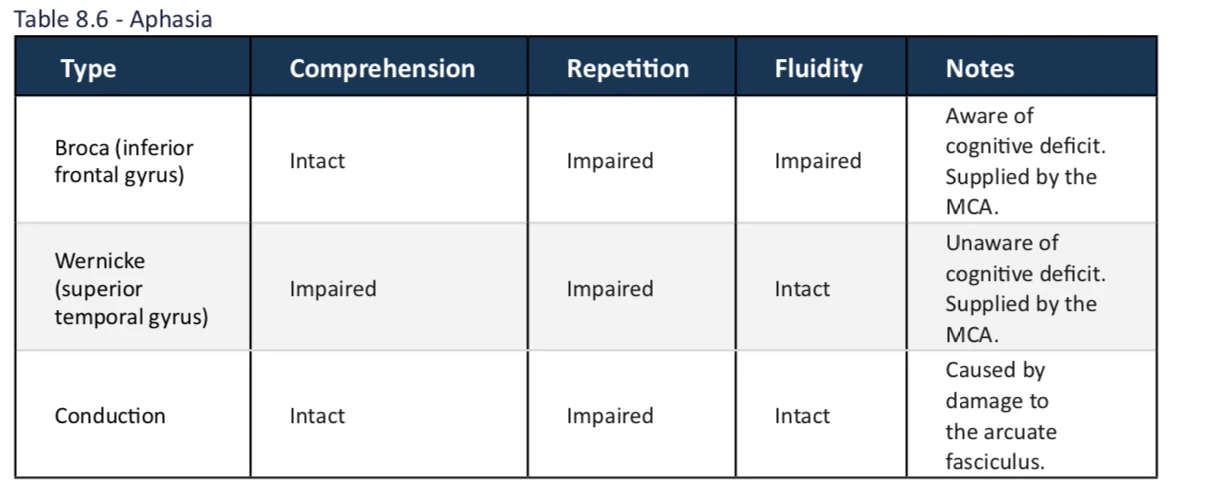 Table 8.6 - Aphasia
Type Comprehension Repetition Fluidity Notes
Broca (inferior
frontal gyrus)
Intact
Impaired
Impaired
Aware of
cognitive deficit.
Supplied by the
MCA.
Wernicke
(superior
temporal gyrus)
Impaired
Impaired
Intact
Unaware of
cognitive deficit.
Supplied by the
MCA.
Conduction
Intact
Impaired
Intact
Caused by
damage to
the arcuate
fasciculus.